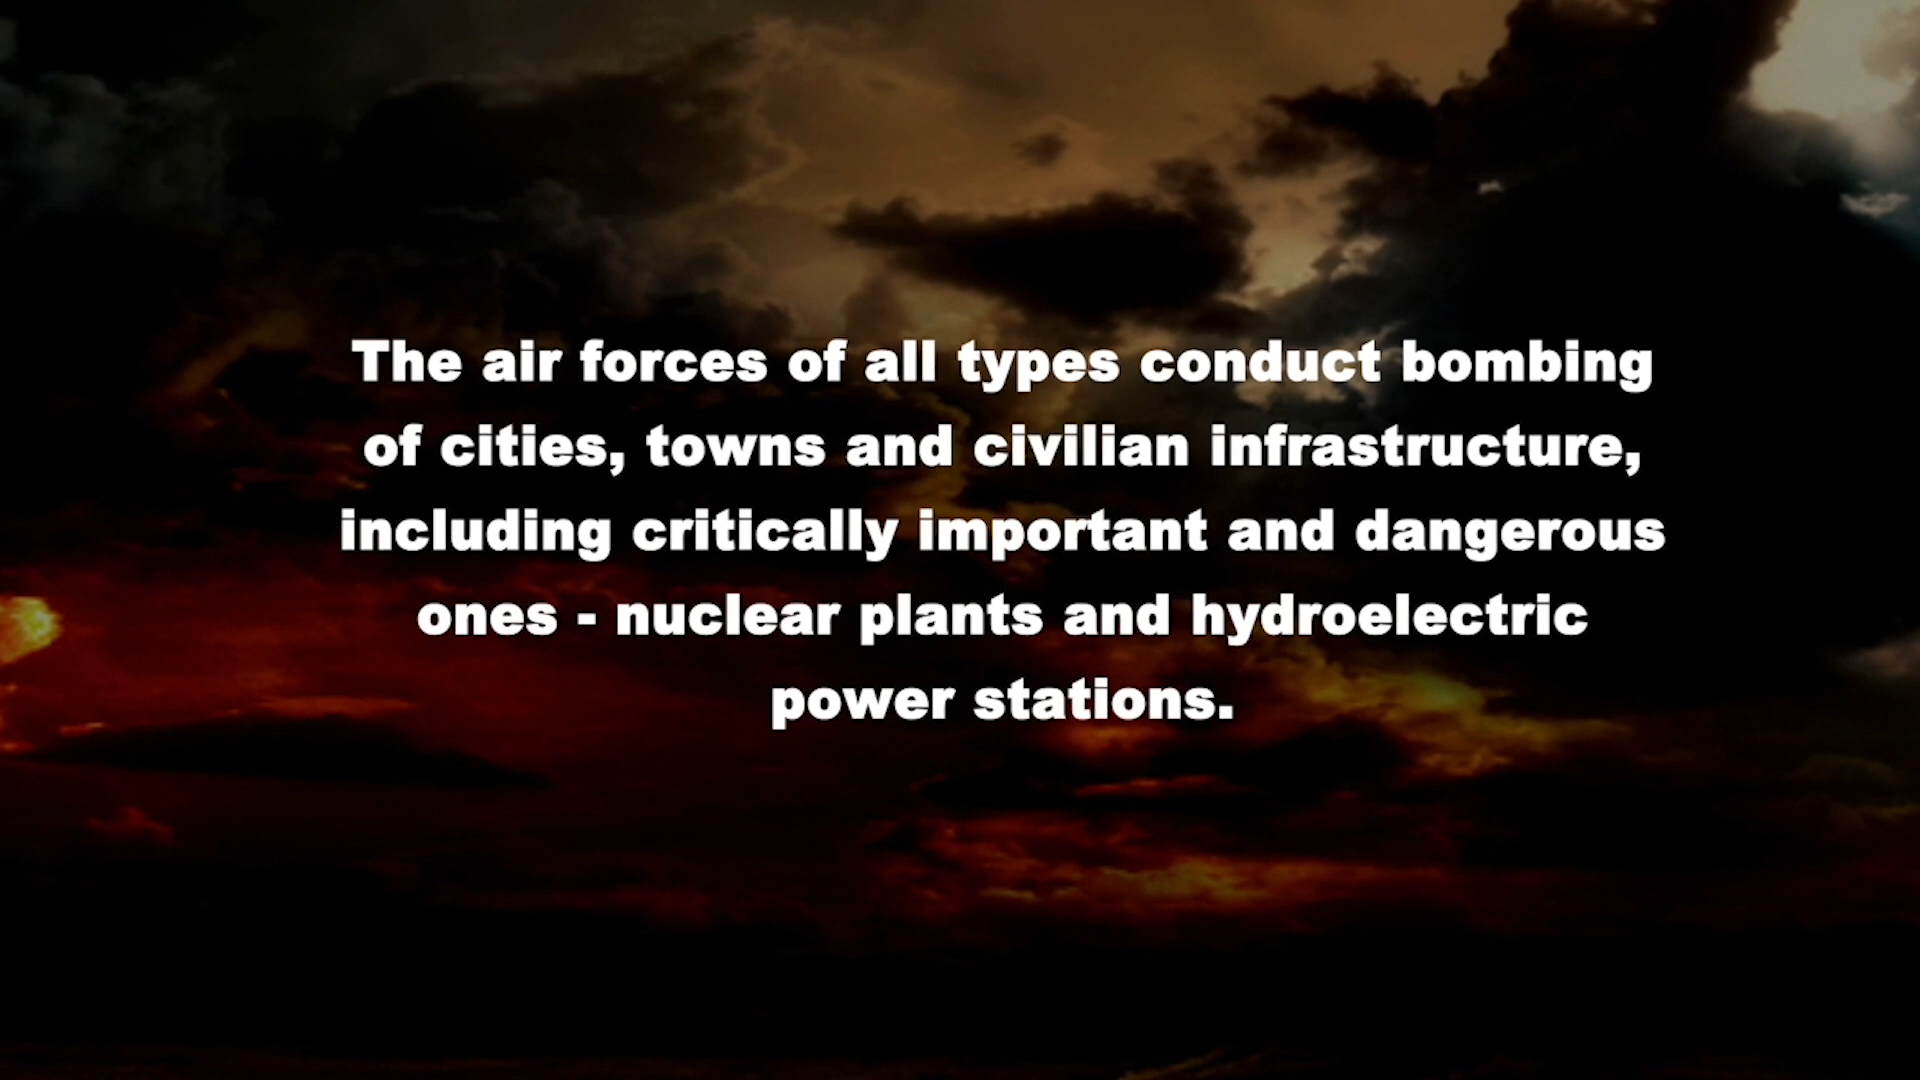 The air forces of all types conduct bombing
of cities, towns and civilian infrastructure,
including critically important and dangerous
ones - nuclear plants and hydroelectric
power stations.